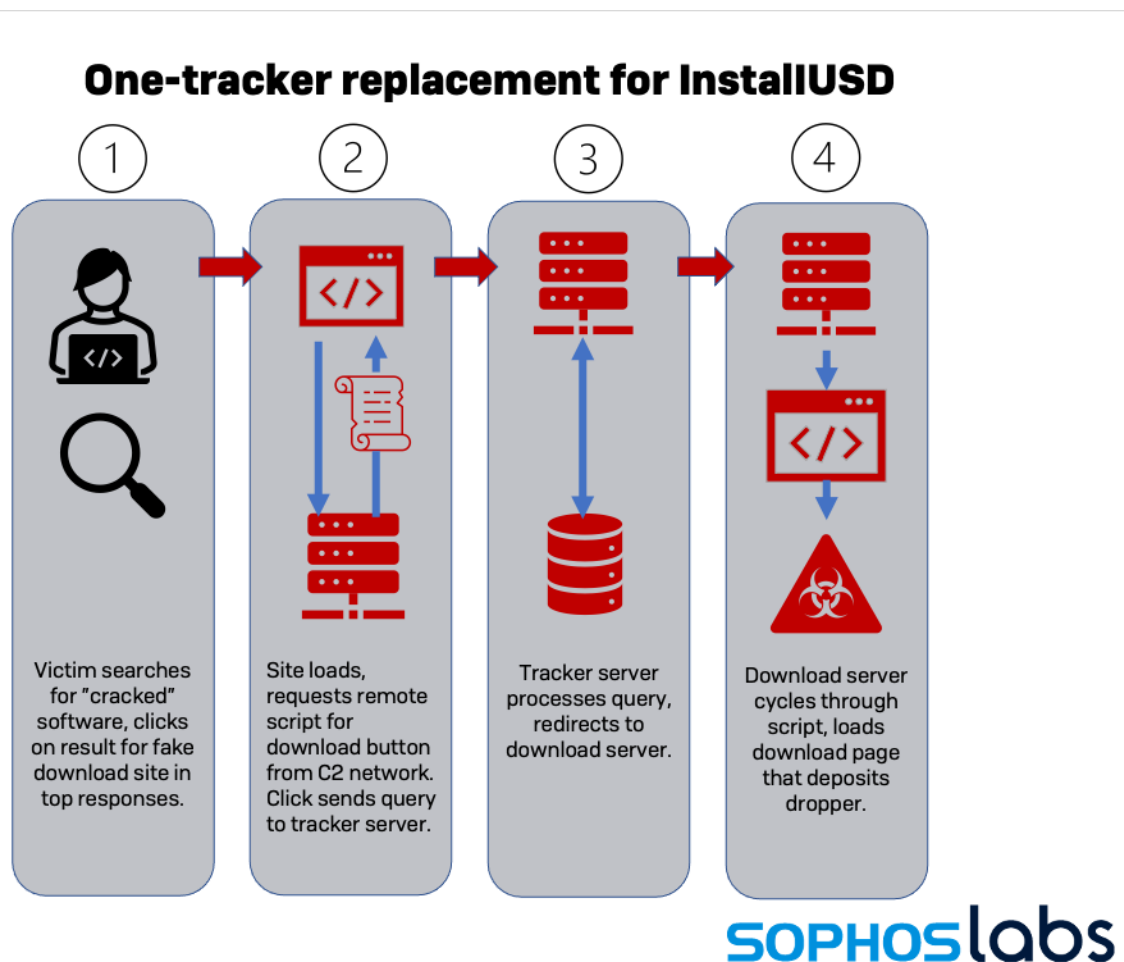 One-tracker replacement for InstallUSD
1
2
3
4
</>
</>
</>
Victim searches
for "cracked"
software, clicks
on result for fake
download site in
top responses.
Site loads,
requests remote
script for
download button
from C2 network.
Click sends query
to tracker server.
Tracker server
processes query,
redirects to
download server.
Download server
cycles through
script, loads
download page
that deposits
dropper.
SOPHOSlabs